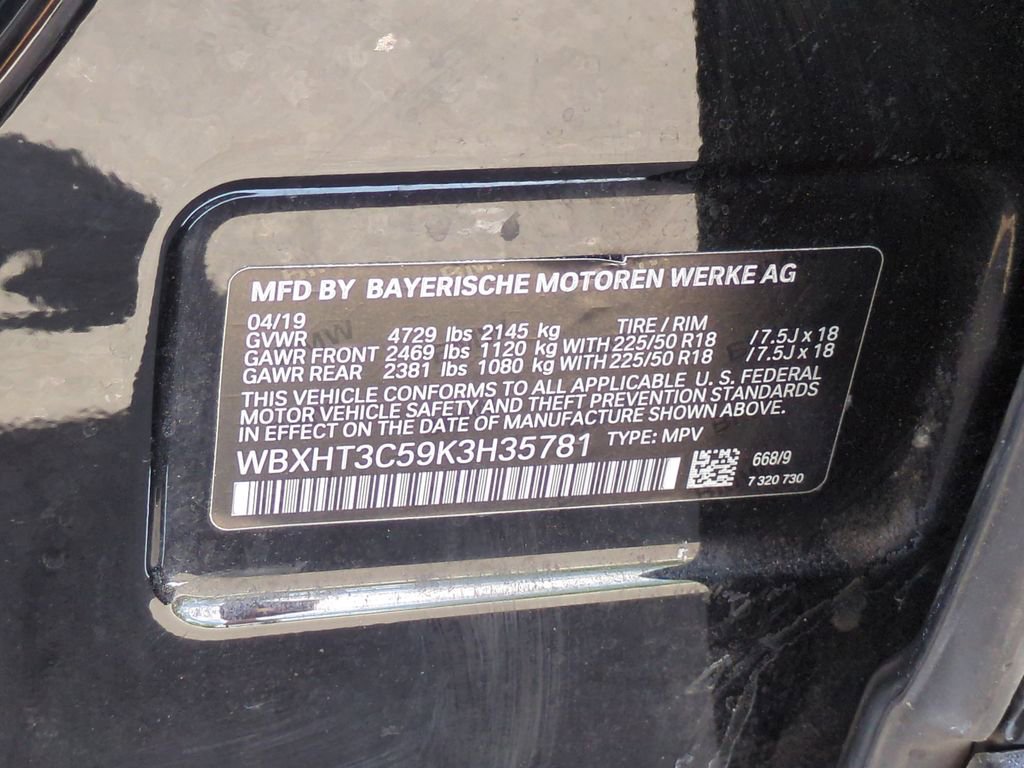 MFD BY BAYERISCHE MOTOREN WERKE AG
04/19 TIRE / RIM
GVWR 4729 lbs 2145 kg
GAWR FRONT 2469 lbs 1120 kg WITH 225/50 R18 / 7.5J x 18
GAWR REAR 2381 lbs 1080 kg WITH 225/50 R18 / 7.5J x 18
THIS VEHICLE CONFORMS TO ALL APPLICABLE U. S. FEDERAL
MOTOR VEHICLE SAFETY AND THEFT PREVENTION STANDARDS
IN EFFECT ON THE DATE OF MANUFACTURE SHOWN ABOVE.
WBXHT3C59K3H35781 TYPE: MPV
668/9
7 320 730